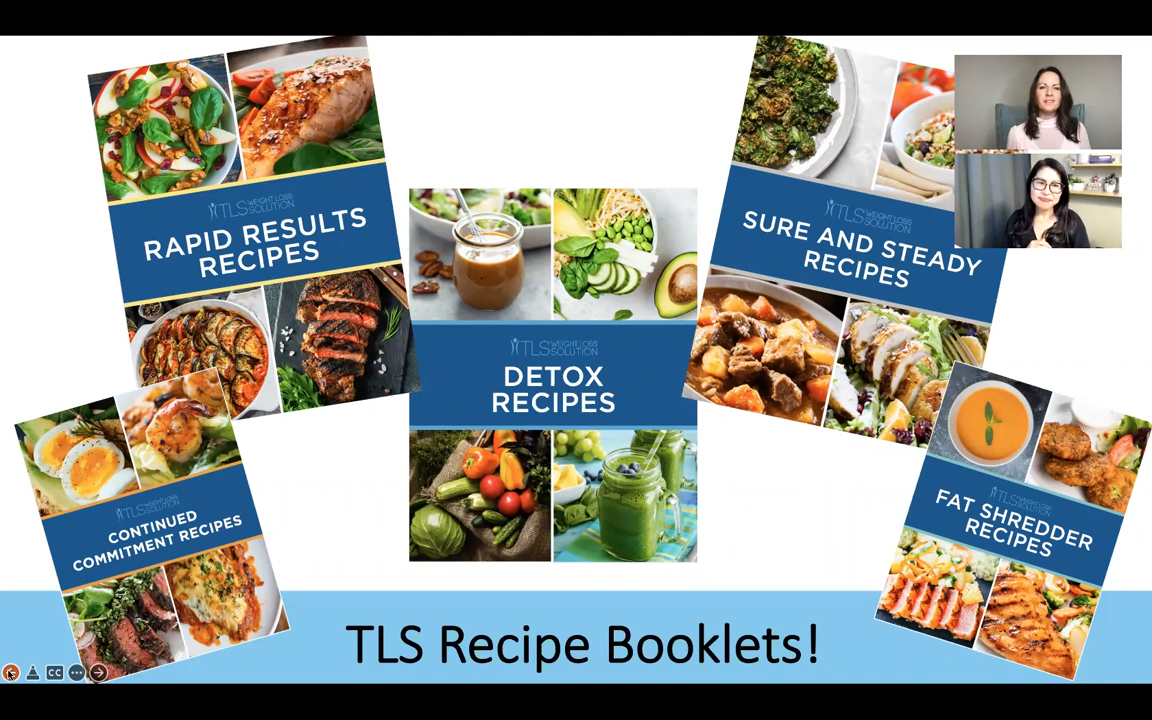 TLS WEIGHT LOSS
SOLUTION
RAPID RESULTS
RECIPES
TLS WEIGHT LOSS
SOLUTION
SURE AND STEADY
RECIPES
TLS WEIGHT LOSS
SOLUTION
DETOX
RECIPES
TLS WEIGHT LOSS
SOLUTION
CONTINUED
COMMITMENT RECIPES
TLS WEIGHT LOSS
SOLUTION
FAT SHREDDER
RECIPES
TLS Recipe Booklets!
CC